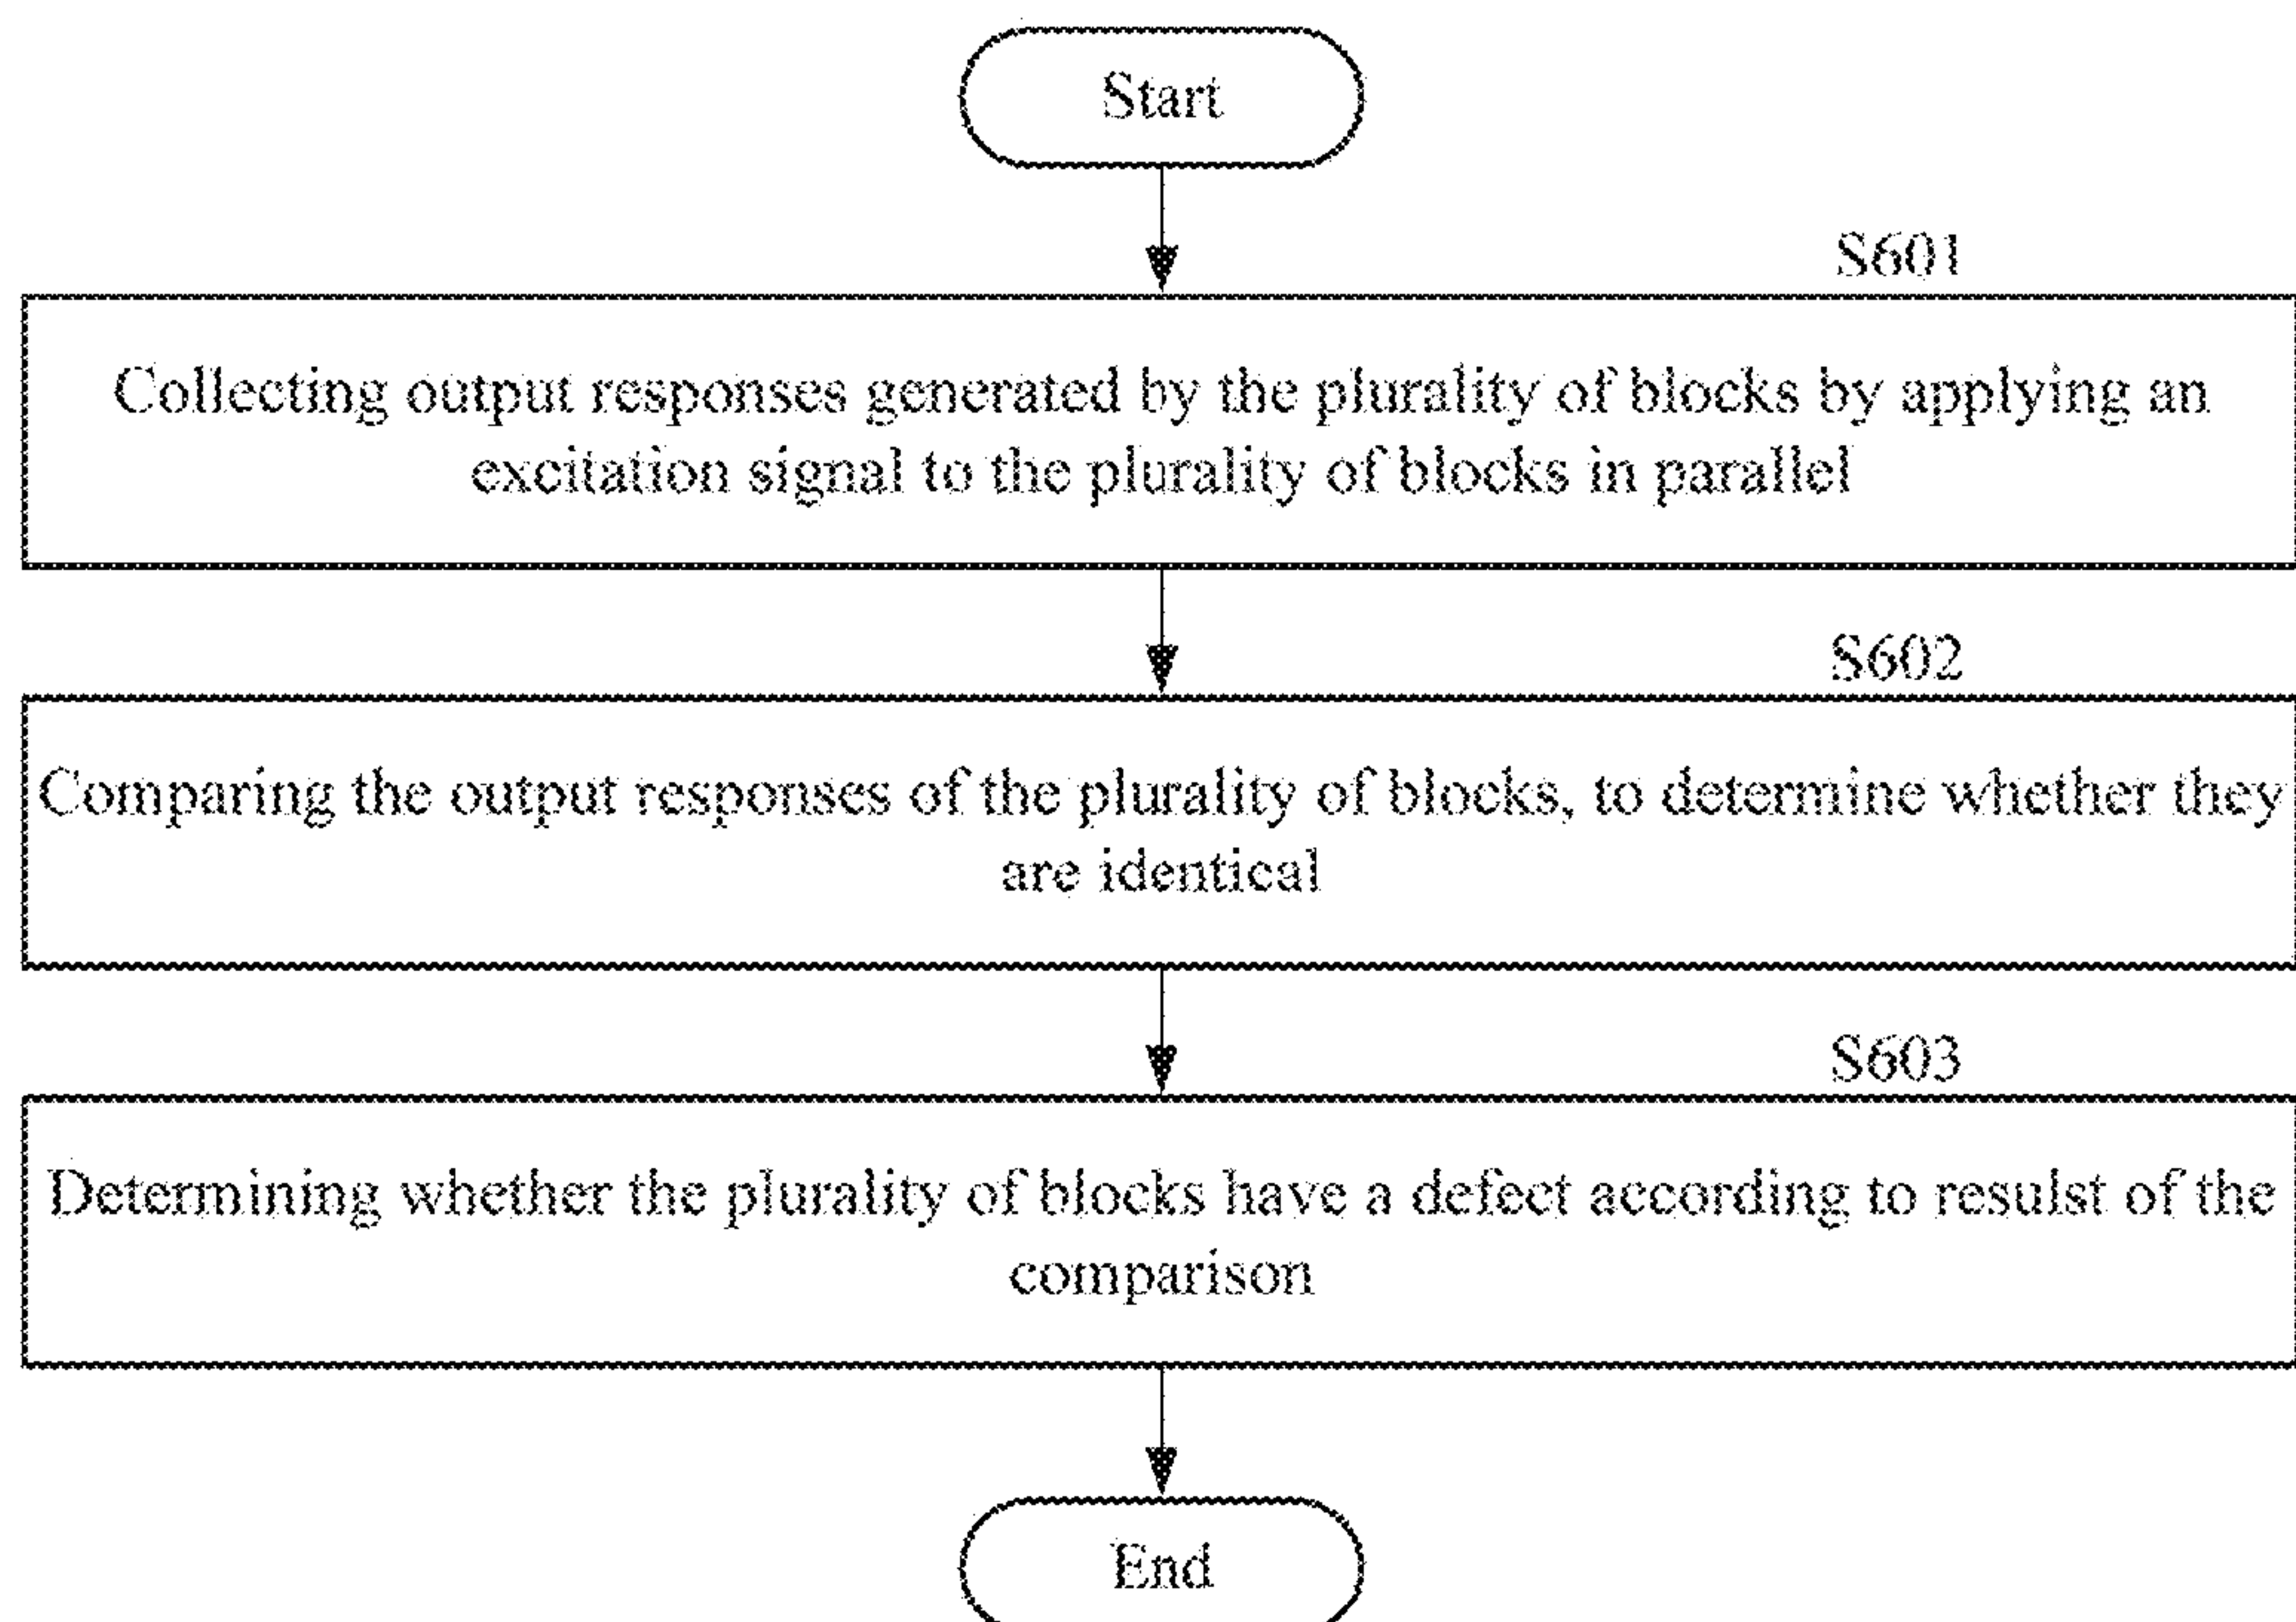 Start
S601
Collecting output responses generated by the plurality of blocks by applying an
excitation signal to the plurality of blocks in parallel
S602
Comparing the output responses of the plurality of blocks, to determine whether they
are identical
S603
Determining whether the plurality of blocks have a defect according to resulst of the
comparison
End